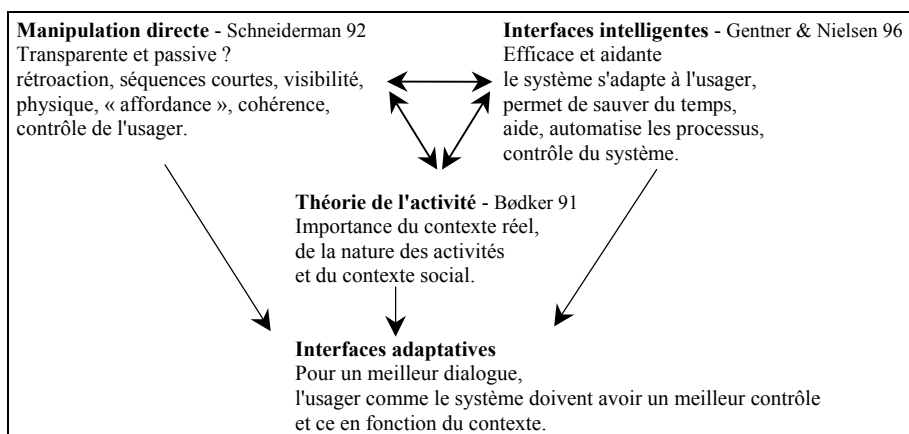 Manipulation directe - Schneiderman 92
Transparente et passive ?
rétroaction, séquences courtes, visibilité,
physique, « affordance », cohérence,
contrôle de l'usager.
Interfaces intelligentes - Gentner & Nielsen 96
Efficace et aidante
le système s'adapte à l'usager,
permet de sauver du temps,
aide, automatise les processus,
contrôle du système.
Théorie de l'activité - Bødker 91
Importance du contexte réel,
de la nature des activités
et du contexte social.
Interfaces adaptatives
Pour un meilleur dialogue,
l'usager comme le système doivent avoir un meilleur contrôle
et ce en fonction du contexte.